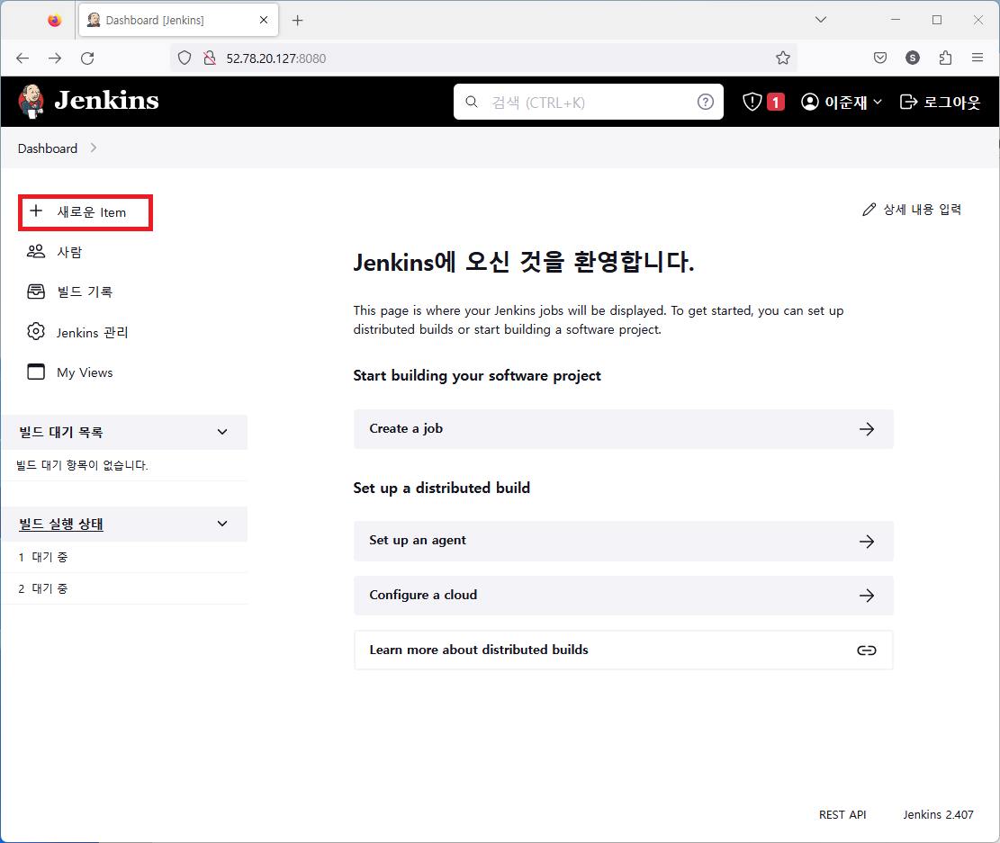 Dashboard [Jenkins]
52.78.20.127:8080
S
Jenkins
검색 (CTRL+K)
1
이준재
로그아웃
Dashboard
새로운 Item
사람
빌드 기록
Jenkins 관리
My Views
빌드 대기 목록
빌드 대기 항목이 없습니다.
빌드 실행 상태
1 대기 중
2 대기 중
상세 내용 입력
Jenkins에 오신 것을 환영합니다.
This page is where your Jenkins jobs will be displayed. To get started, you can set up
distributed builds or start building a software project.
Start building your software project
Create a job
Set up a distributed build
Set up an agent
Configure a cloud
Learn more about distributed builds
REST API
Jenkins 2.407